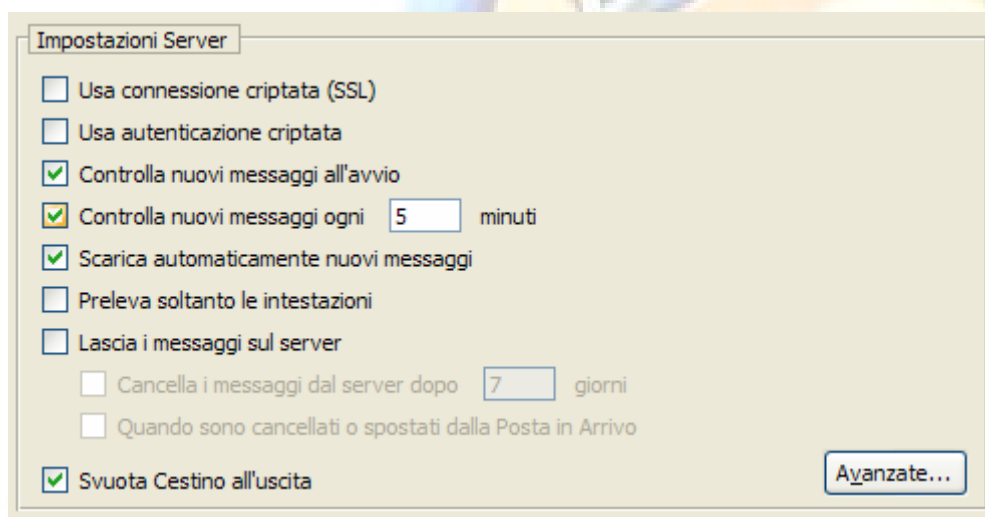 Impostazioni Server
Usa connessione criptata (SSL)
Usa autenticazione criptata
Controlla nuovi messaggi all'avvio
Controlla nuovi messaggi ogni 5 minuti
Scarica automaticamente nuovi messaggi
Preleva soltanto le intestazioni
Lascia i messaggi sul server
Cancella i messaggi dal server dopo 7 giorni
Quando sono cancellati o spostati dalla Posta in Arrivo
Svuota Cestino all'uscita
Avanzate...